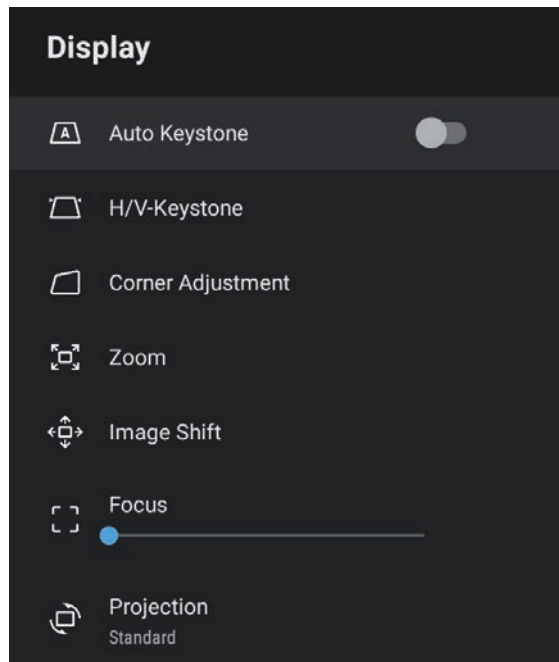 Display
A
Auto Keystone
H/V-Keystone
Corner Adjustment
Zoom
Image Shift
Focus
Projection
Standard